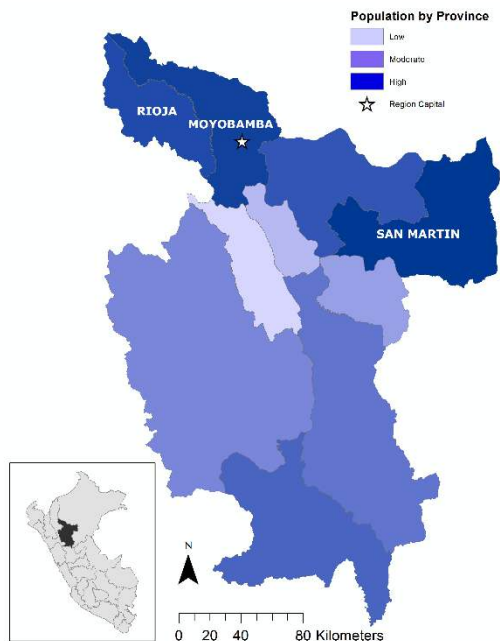 Population by Province
Low
Moderate
High
Region Capital
RIOJA
MOYOBAMBA
SAN MARTIN
N
0 20 40 80 Kilometers